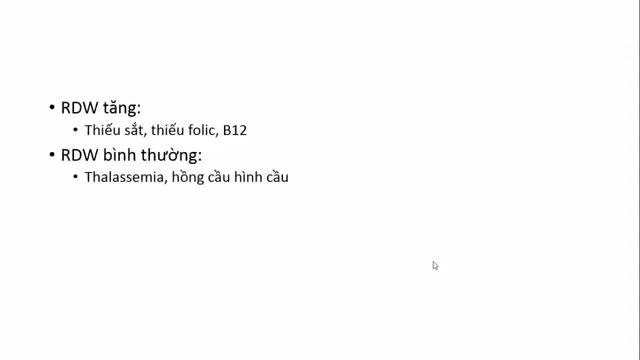 • RDW tăng:
• Thiếu sắt, thiếu folic, B12
• RDW bình thường:
• Thalassemia, hồng cầu hình cầu